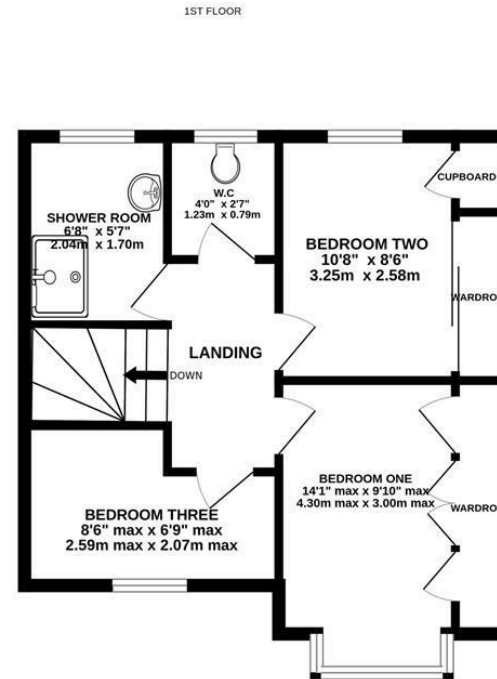 1ST FLOOR
SHOWER ROOM
6'8" x 5'7"
2.04m x 1.70m
W.C
4'0" x 2'7"
1.23m x 0.79m
BEDROOM TWO
10'8" x 8'6"
3.25m x 2.58m
CUPBOARD
WARDRO
LANDING
DOWN
BEDROOM ONE
14'1" max x 9'10" max
4.30m max x 3.00m max
WARDRO
BEDROOM THREE
8'6" max x 6'9" max
2.59m max x 2.07m max